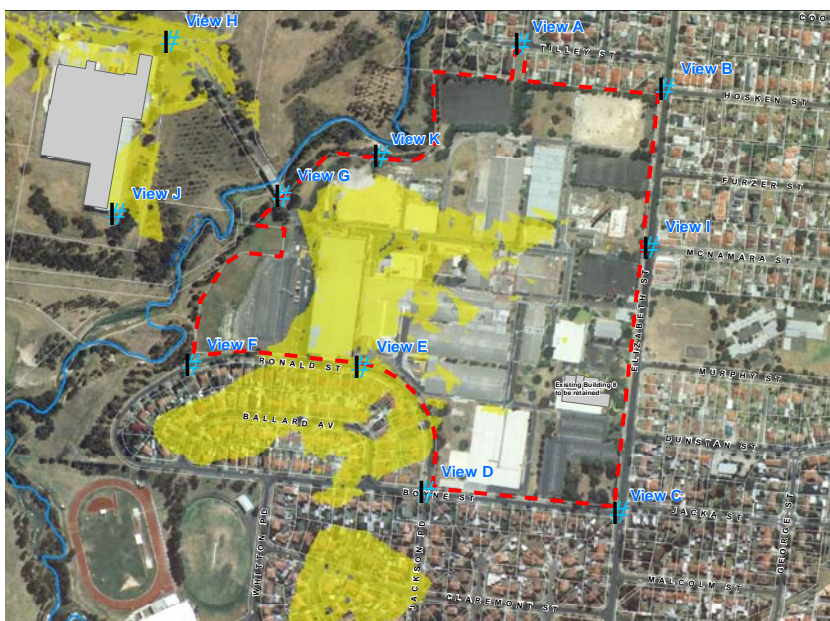 COO
View H
View A
TILLEY ST
View B
HOSKEN ST
View K
View G
FURZER ST
View J
View I
MCNAMARA ST
ELIZABETH ST
View F
View E
RONALD ST
MURPHY ST
Existing Building 8
to be retained
BALLARD AV
DUNSTAN ST
View D
View C
BOYNE ST
JACKA ST
WHITTON PD
JACKSON PD
GEORGE ST
MALCOLM ST
CLAREMONT ST